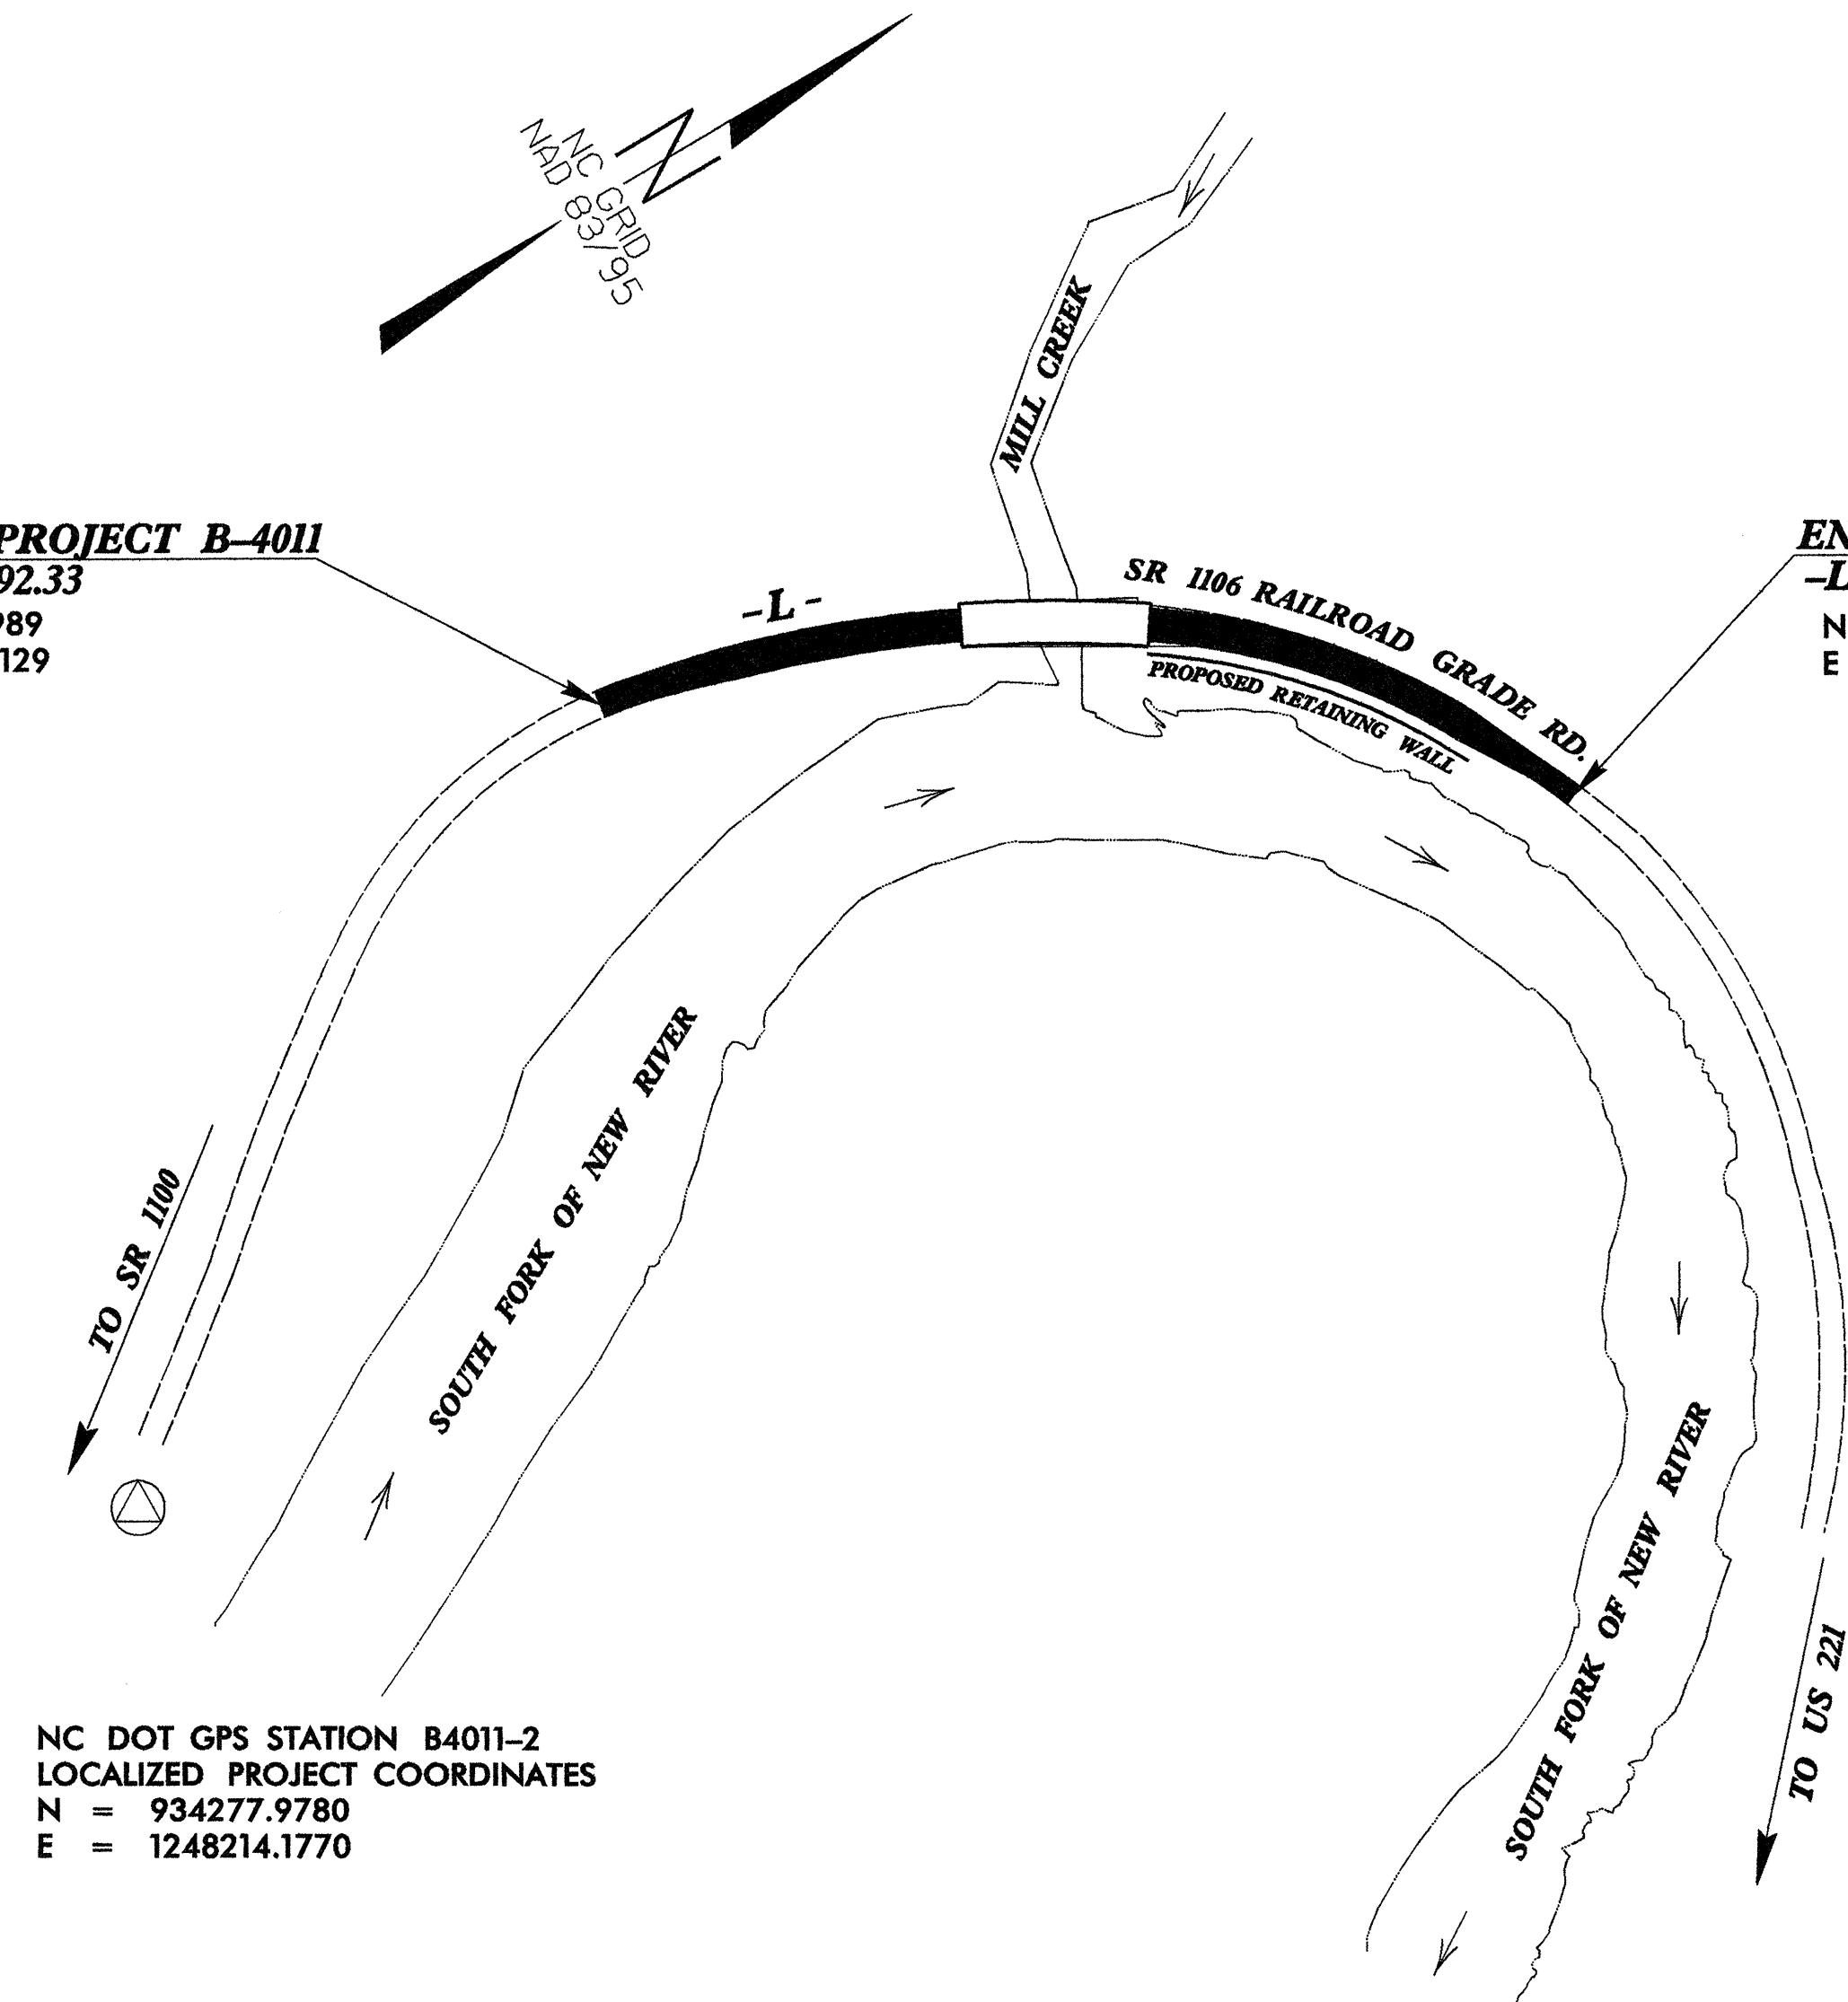 N
NC GRID
NAD 83/95
MILL CREEK
PROJECT B-4011
92.33
989
129
-L-
SR 1106 RAILROAD GRADE RD.
PROPOSED RETAINING WALL
EN
-L
N
E
TO SR 1100
SOUTH FORK OF NEW RIVER
SOUTH FORK OF NEW RIVER
TO US 221
NC DOT GPS STATION B4011-2
LOCALIZED PROJECT COORDINATES
N = 934277.9780
E = 1248214.1770